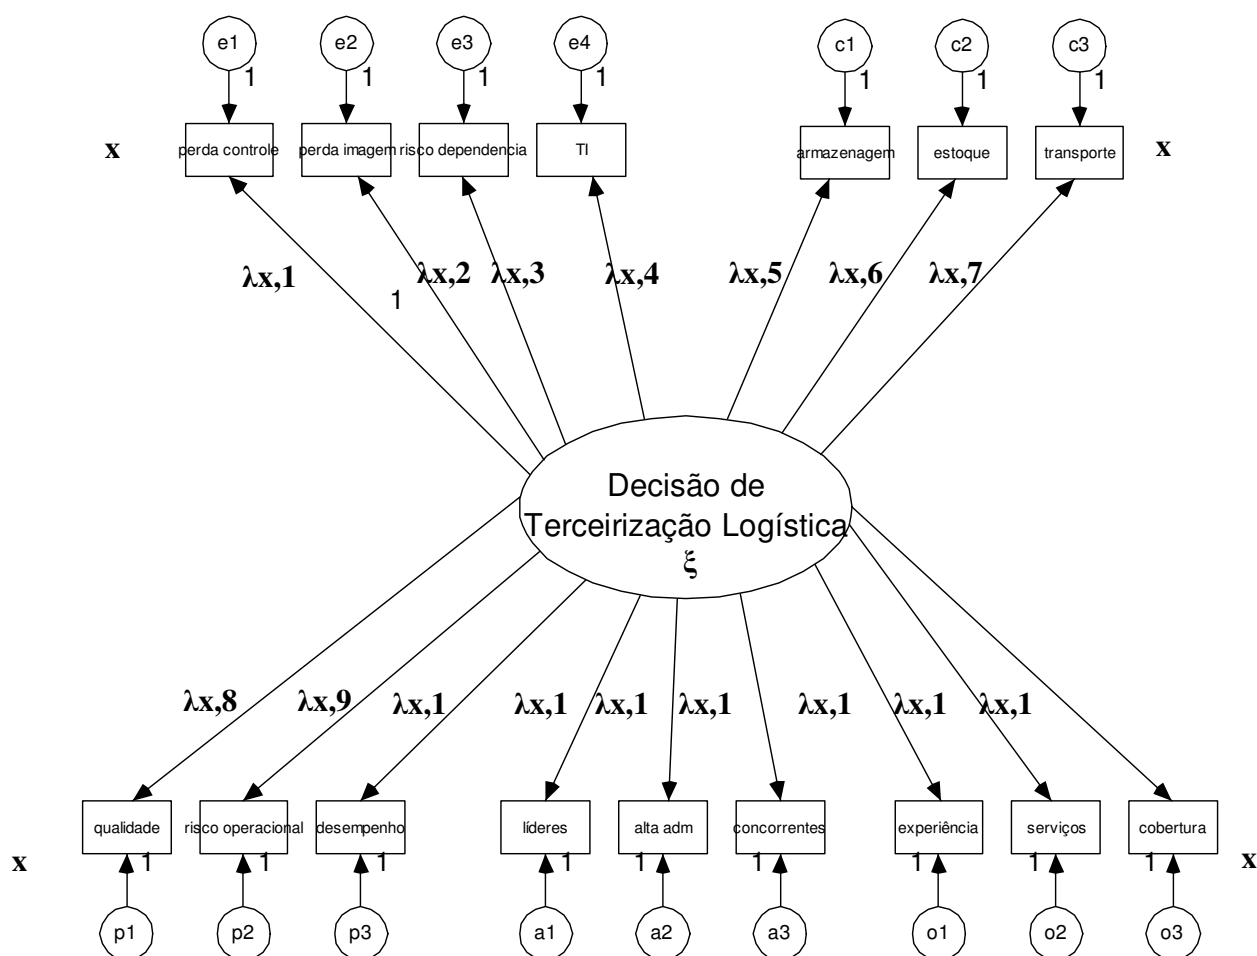 e1 e2 e3 e4 c1 c2 c3
1 1 1 1 1 1 1
x perda controle perda imagem risco dependencia TI armazenagem estoque transporte x
λx,1 λx,2 λx,3 λx,4 λx,5 λx,6 λx,7
1
Decisão de
Terceirização Logística
ξ
λx,8 λx,9 λx,1 λx,1 λx,1 λx,1 λx,1 λx,1 λx,1
qualidade risco operacional desempenho líderes alta adm concorrentes experiência serviços cobertura
x 1 1 1 1 1 1 1 1 1 x
p1 p2 p3 a1 a2 a3 o1 o2 o3